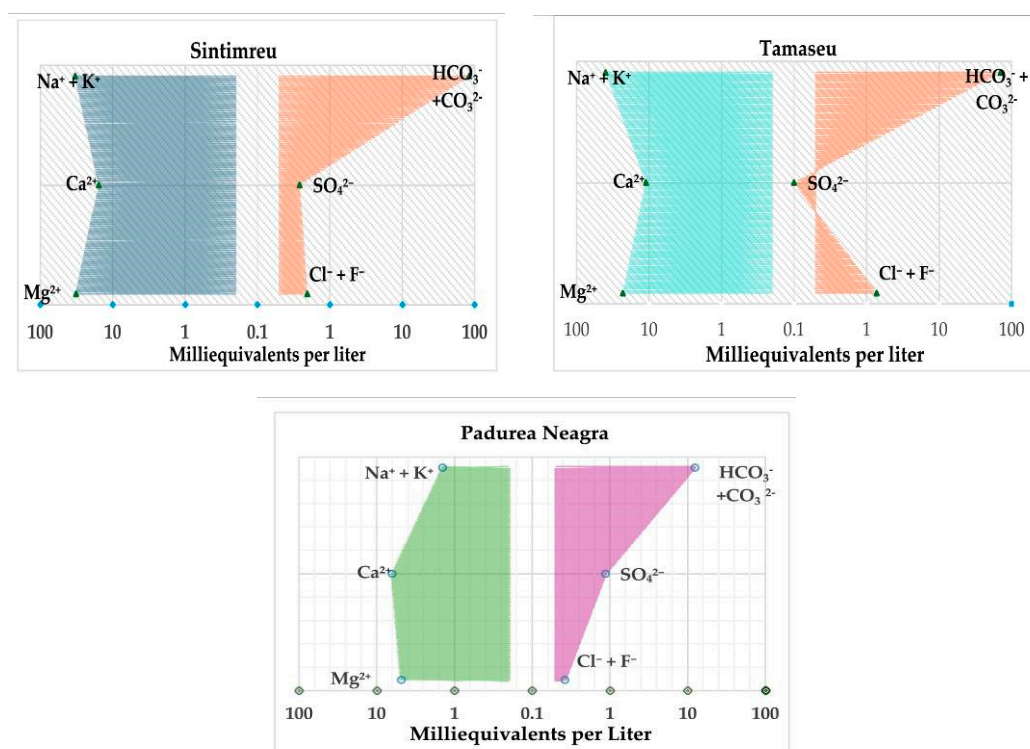 Sintimreu
Na⁺ + K⁺
HCO₃⁻
+CO₃²⁻
Ca²⁺
SO₄²⁻
Cl⁻ + F⁻
Mg²⁺
100 10 1 0.1 1 10 100
Milliequivalents per liter
Tamaseu
Na⁺ + K⁺
HCO₃⁻ +
CO₃²⁻
Ca²⁺
SO₄²⁻
Cl⁻ + F⁻
Mg²⁺
100 10 1 0.1 1 10 100
Milliequivalents per liter
Padurea Neagra
Na⁺ + K⁺
HCO₃⁻
+CO₃ ²⁻
Ca²⁺
SO₄²⁻
Cl⁻ + F⁻
Mg²⁺
100 10 1 0.1 1 10 100
Milliequivalents per Liter